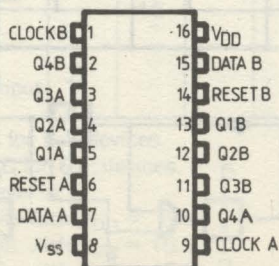 CLOCKB 1 16 VDD
Q4B 2 15 DATA B
Q3A 3 14 RESETB
Q2A 4 13 Q1B
Q1A 5 12 Q2B
RESET A 6 11 Q3B
DATA A 7 10 Q4A
Vss 8 9 CLOCK A